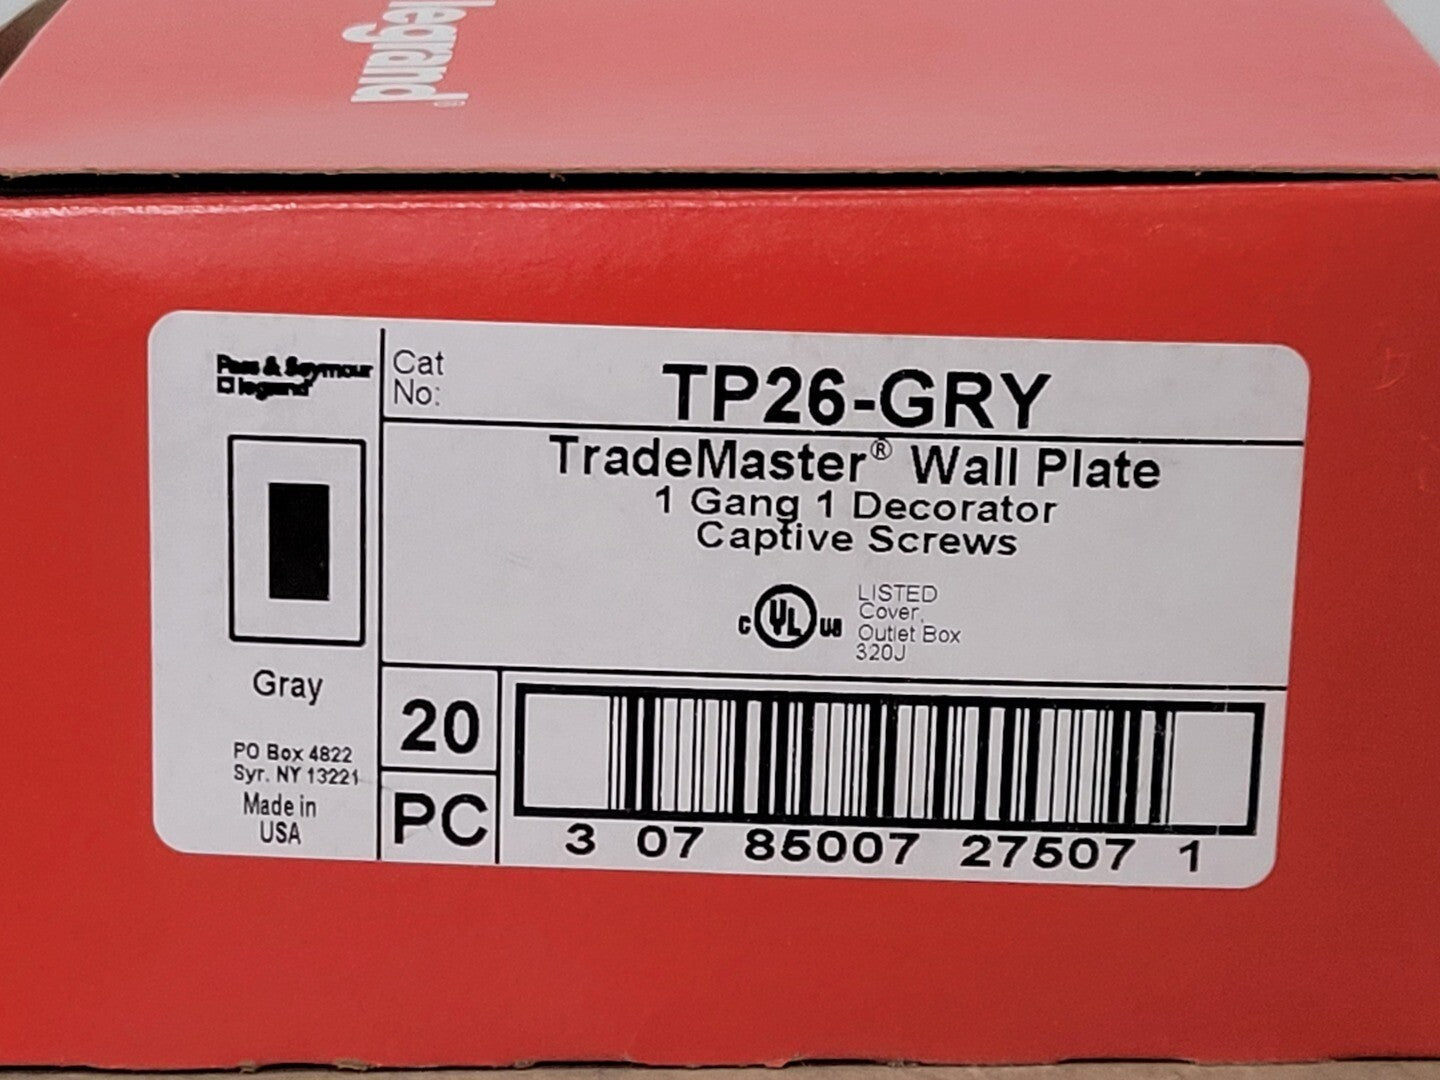 legrand®
Pass & Seymour
legrand®
Cat
No:
TP26-GRY
TradeMaster® Wall Plate
1 Gang 1 Decorator
Captive Screws
C UL US
LISTED
Cover,
Outlet Box
320J
Gray
PO Box 4822
Syr. NY 13221
Made in
USA
20
PC
3 07 85007 27507 1